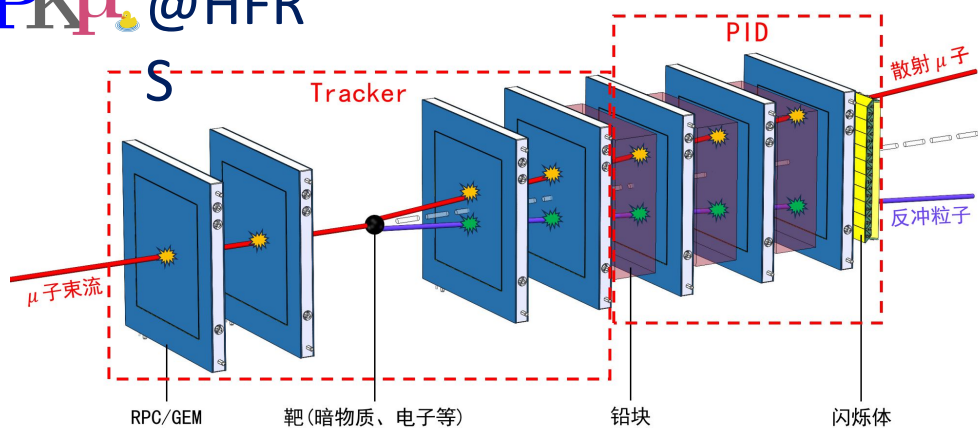 PKμ @HFR
S
PID
Tracker
散射μ子
μ子束流
反冲粒子
RPC/GEM
靶(暗物质、电子等)
铅块
闪烁体